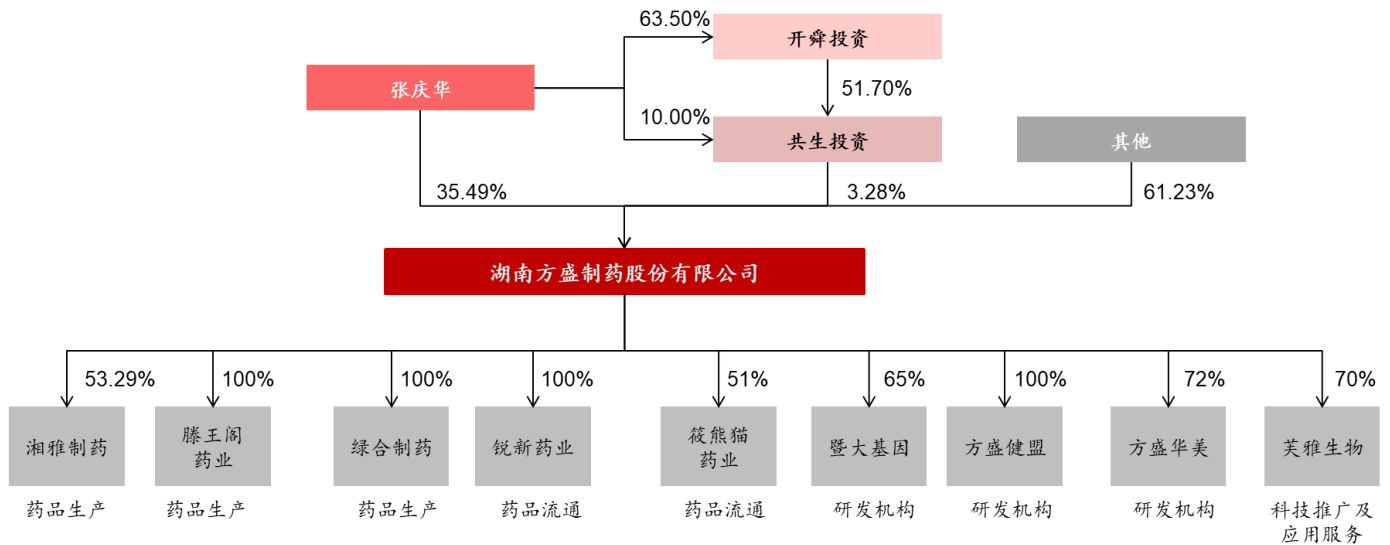 63.50%
开舜投资
张庆华
51.70%
10.00%
共生投资
其他
35.49%
3.28%
61.23%
湖南方盛制药股份有限公司
53.29%
100%
100%
100%
51%
65%
100%
72%
70%
湘雅制药
滕王阁
药业
绿合制药
锐新药业
筱熊猫
药业
暨大基因
方盛健盟
方盛华美
芙雅生物
药品生产
药品生产
药品生产
药品流通
药品流通
研发机构
研发机构
研发机构
科技推广及
应用服务